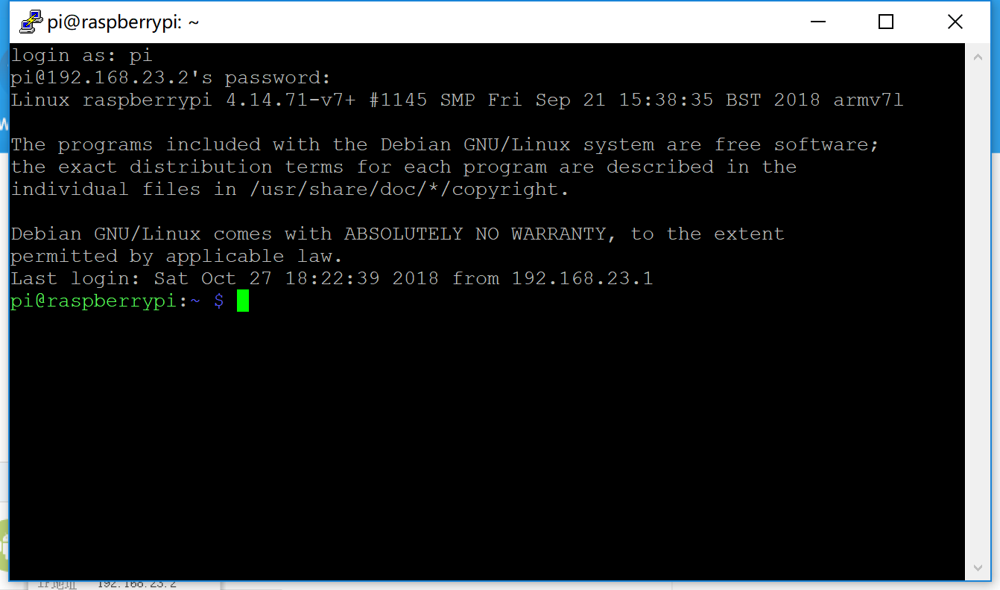 pi@raspberrypi: ~
login as: pi
pi@192.168.23.2's password:
Linux raspberrypi 4.14.71-v7+ #1145 SMP Fri Sep 21 15:38:35 BST 2018 armv7l
The programs included with the Debian GNU/Linux system are free software;
the exact distribution terms for each program are described in the
individual files in /usr/share/doc/*/copyright.
Debian GNU/Linux comes with ABSOLUTELY NO WARRANTY, to the extent
permitted by applicable law.
Last login: Sat Oct 27 18:22:39 2018 from 192.168.23.1
pi@raspberrypi:~ $
IP地址 192.168.23.2